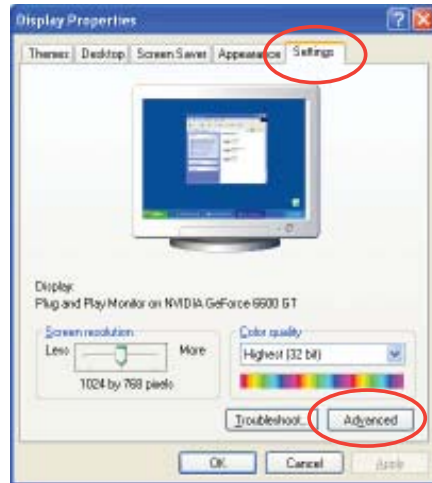 Display Properties
Themes Desktop Screen Saver Appearance Settings
Display:
Plug and Play Monitor on NVIDIA GeForce 6600 GT
Screen resolution
Less More
1024 by 768 pixels
Color quality
Highest (32 bit)
Troubleshoot... Advanced
OK Cancel Apply